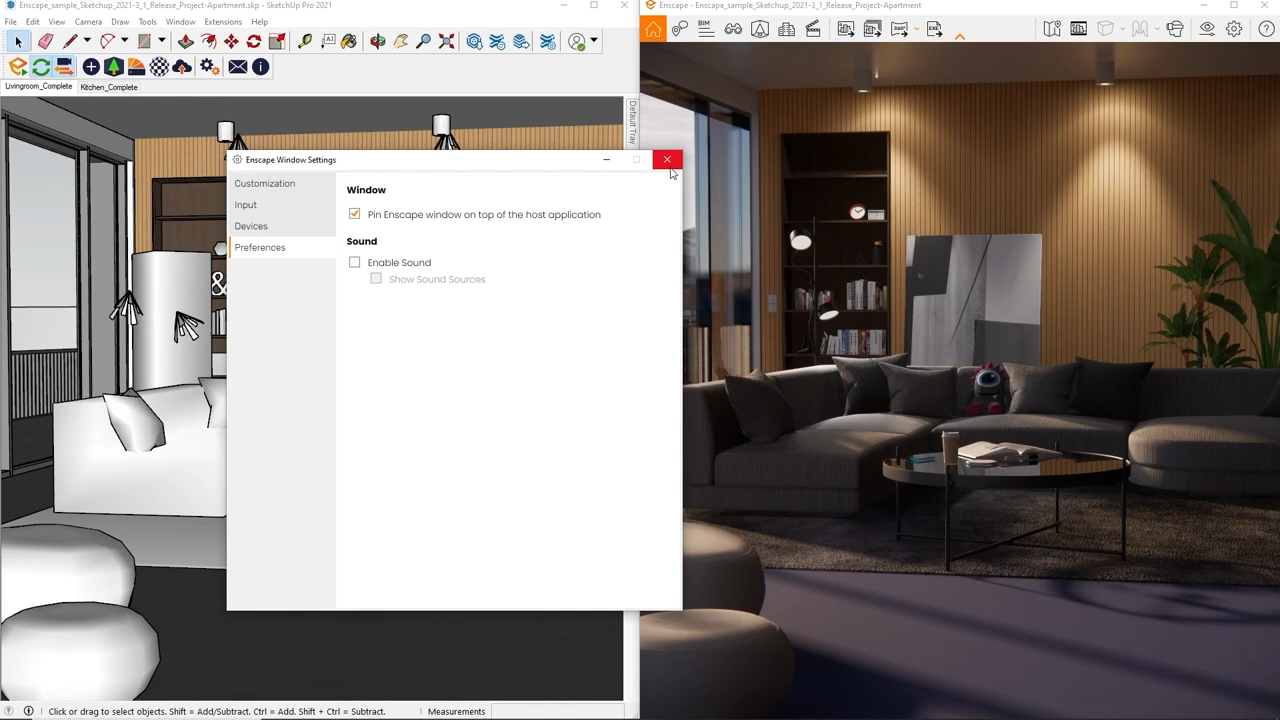 Enscape_sample_Sketchup_2021-3_1_Release_Project-Apartment.skp - SketchUp Pro 2021
File Edit View Camera Draw Tools Window Extensions Help
Livingroom_Complete Kitchen_Complete
Default Tray
Enscape Window Settings
Customization
Input
Devices
Preferences
Window
Pin Enscape window on top of the host application
Sound
Enable Sound
Show Sound Sources
&
Click or drag to select objects. Shift = Add/Subtract. Ctrl = Add. Shift + Ctrl = Subtract.
Measurements
Enscape - Enscape_sample_Sketchup_2021-3_1_Release_Project-Apartment
BIM